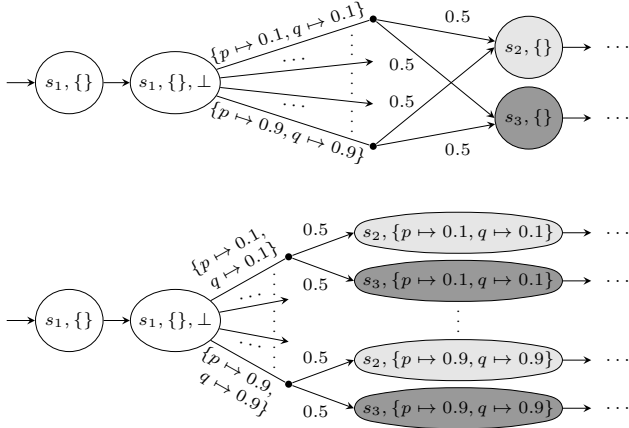 {p ↦ 0.1, q ↦ 0.1}
0.5
s₂, {}
...
...
s₁, {}
s₁, {}, ⊥
0.5
0.5
...
s₃, {}
...
{p ↦ 0.9, q ↦ 0.9}
0.5
{p ↦ 0.1,
q ↦ 0.1}
0.5
s₂, {p ↦ 0.1, q ↦ 0.1}
...
0.5
s₃, {p ↦ 0.1, q ↦ 0.1}
...
...
s₁, {}
s₁, {}, ⊥
...
{p ↦ 0.9,
q ↦ 0.9}
0.5
s₂, {p ↦ 0.9, q ↦ 0.9}
...
0.5
s₃, {p ↦ 0.9, q ↦ 0.9}
...